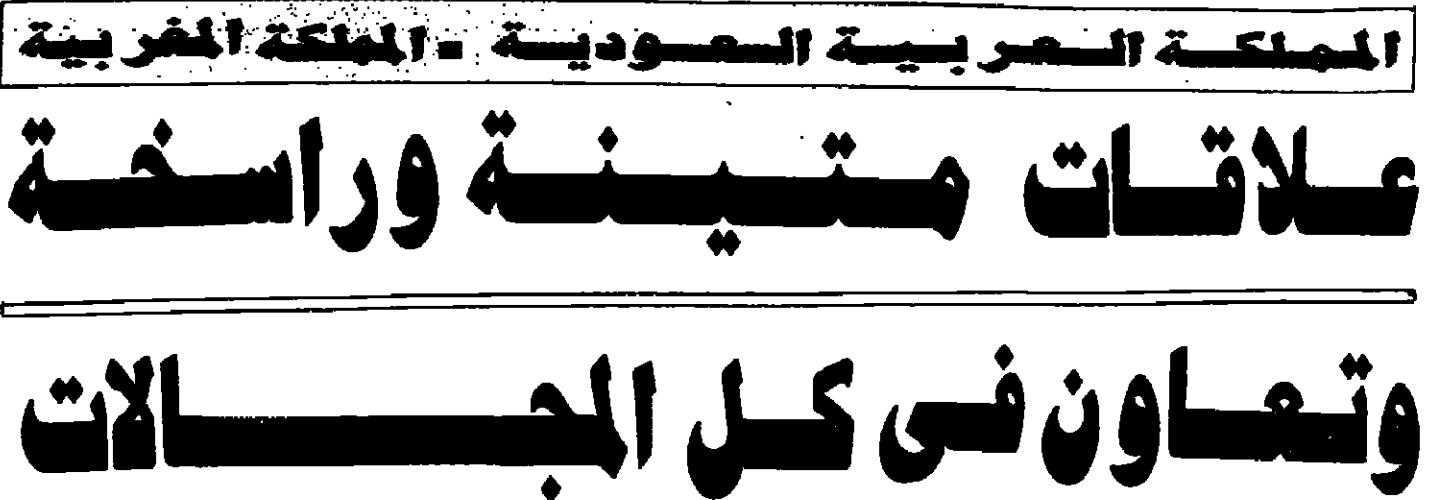 المملكة العربية السعودية - المملكة المغربية
علاقات متينة وراسخة
وتعاون فى كل المجالات